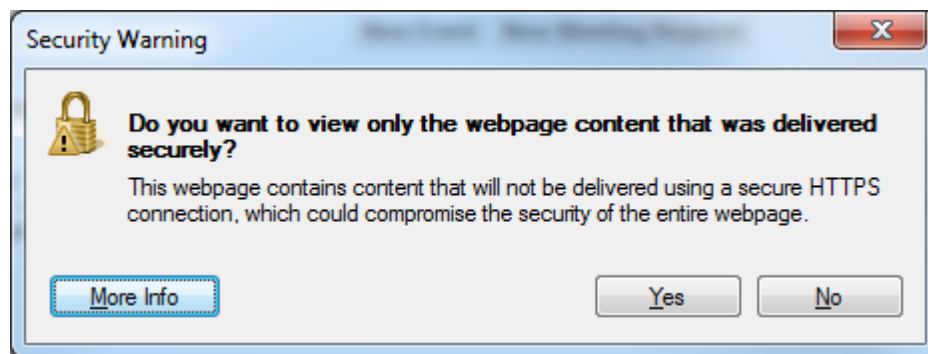 Security Warning
Do you want to view only the webpage content that was delivered
securely?
This webpage contains content that will not be delivered using a secure HTTPS
connection, which could compromise the security of the entire webpage.
More Info
Yes
No